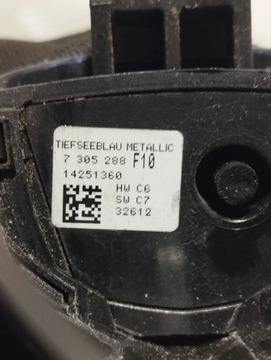 TIEFSEEBLAU METALLIC
7 305 288 F10
14251360
HW C6
SW C7
32612